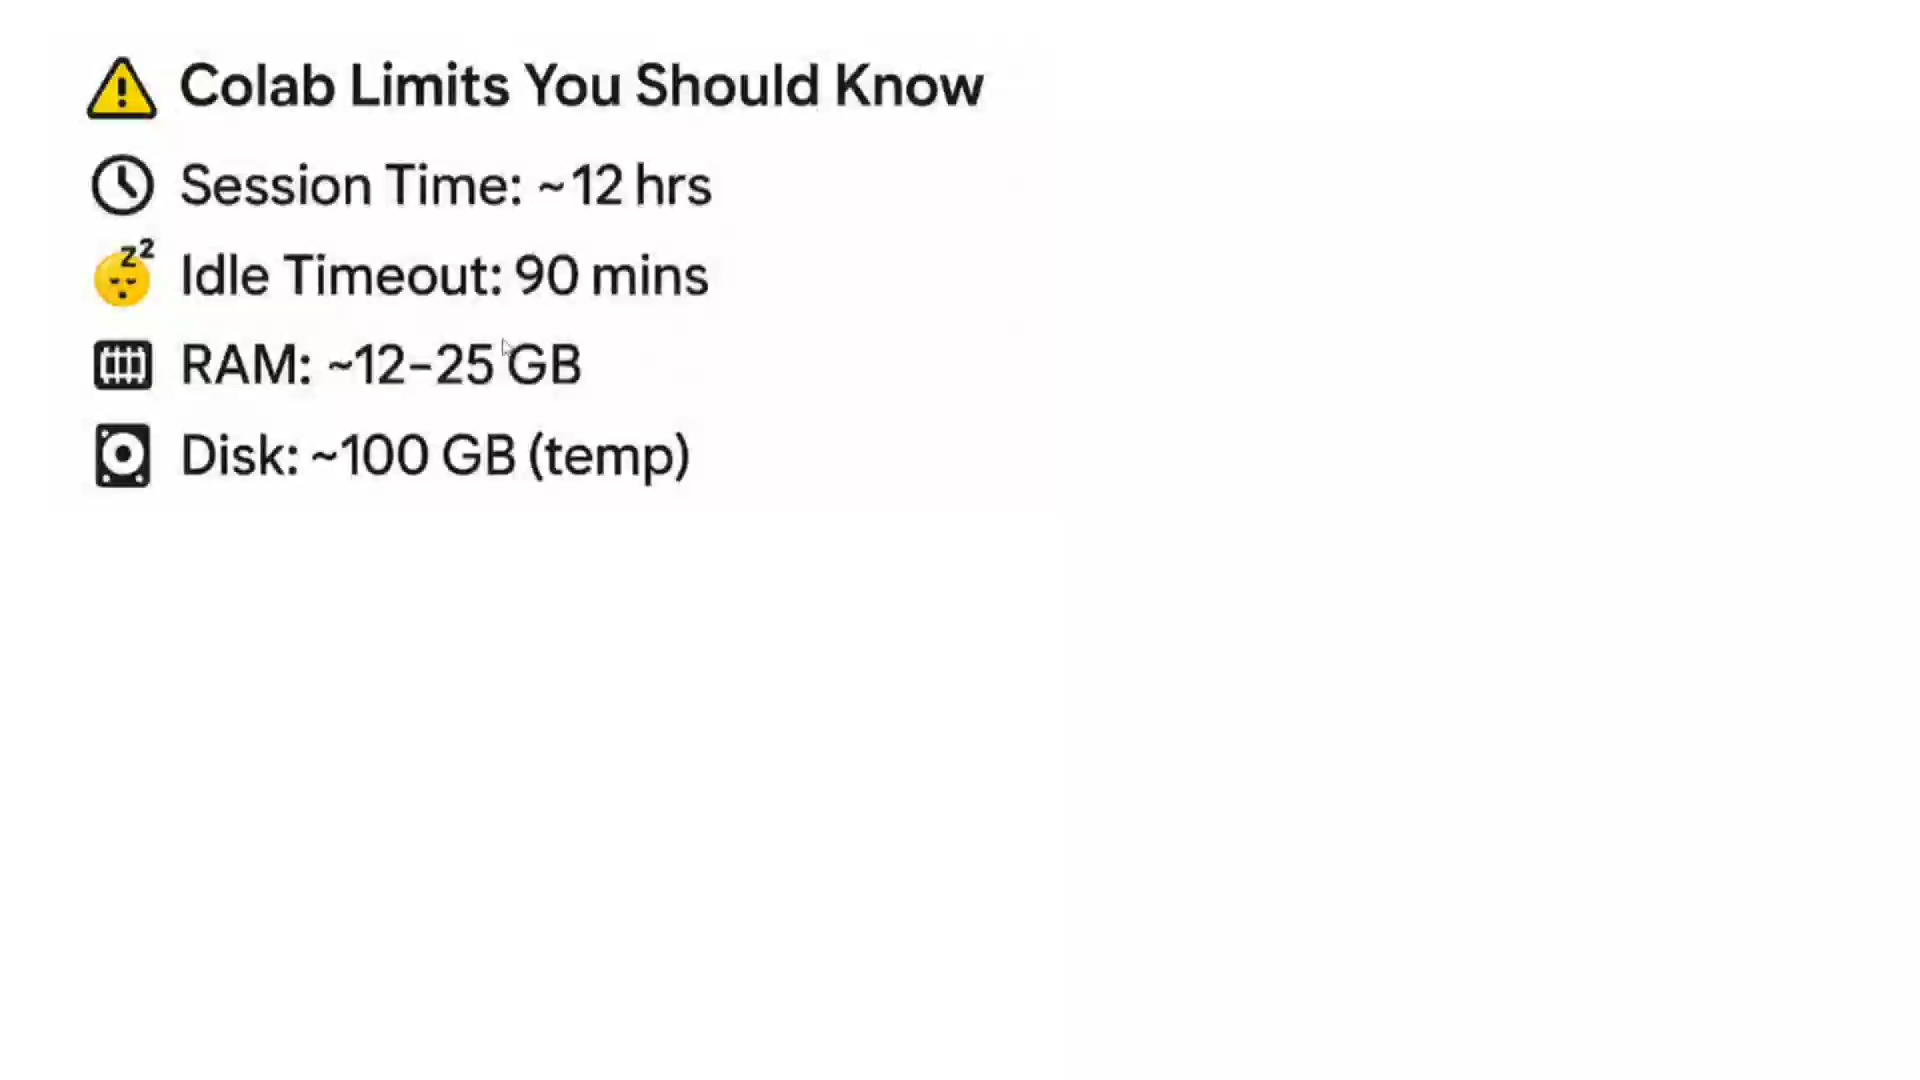 Colab Limits You Should Know
Session Time: ~12 hrs
Idle Timeout: 90 mins
RAM: ~12–25 GB
Disk: ~100 GB (temp)